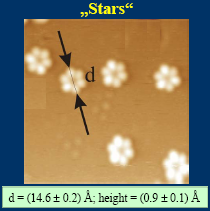 „Stars“
d
d = (14.6 ± 0.2) Å; height = (0.9 ± 0.1) Å